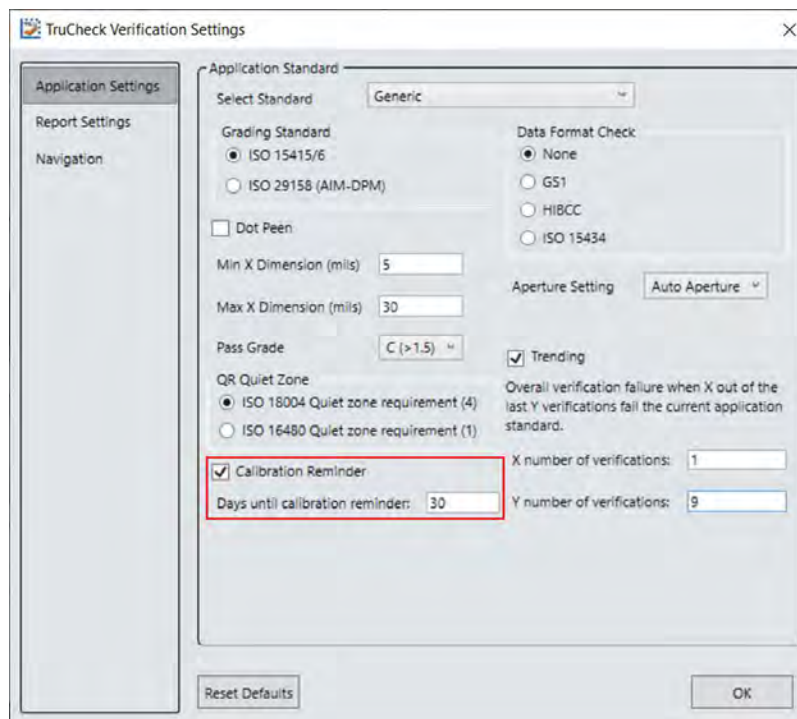 TruCheck Verification Settings
Application Settings
Report Settings
Navigation
Application Standard
Select Standard
Generic
Grading Standard
ISO 15415/6
ISO 29158 (AIM-DPM)
Data Format Check
None
GS1
HIBCC
ISO 15434
Dot Peen
Min X Dimension (mils)
5
Max X Dimension (mils)
30
Aperture Setting
Auto Aperture
Pass Grade
C (>1.5)
QR Quiet Zone
ISO 18004 Quiet zone requirement (4)
ISO 16480 Quiet zone requirement (1)
Trending
Overall verification failure when X out of the
last Y verifications fail the current application
standard.
Calibration Reminder
Days until calibration reminder:
30
X number of verifications:
1
Y number of verifications:
9
Reset Defaults
OK